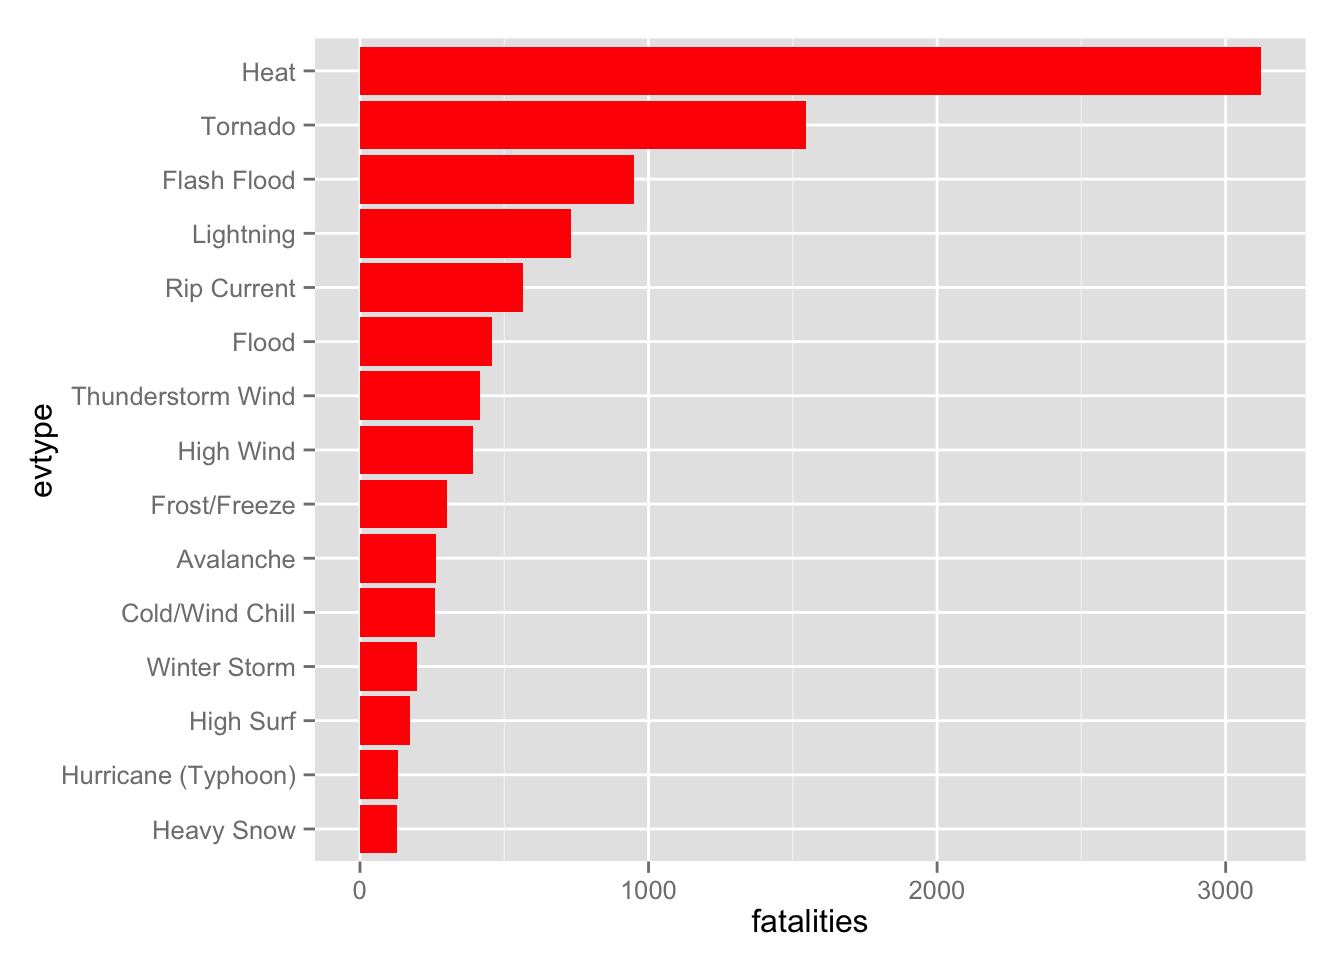 evtype
Heat
Tornado
Flash Flood
Lightning
Rip Current
Flood
Thunderstorm Wind
High Wind
Frost/Freeze
Avalanche
Cold/Wind Chill
Winter Storm
High Surf
Hurricane (Typhoon)
Heavy Snow
0 1000 2000 3000
fatalities